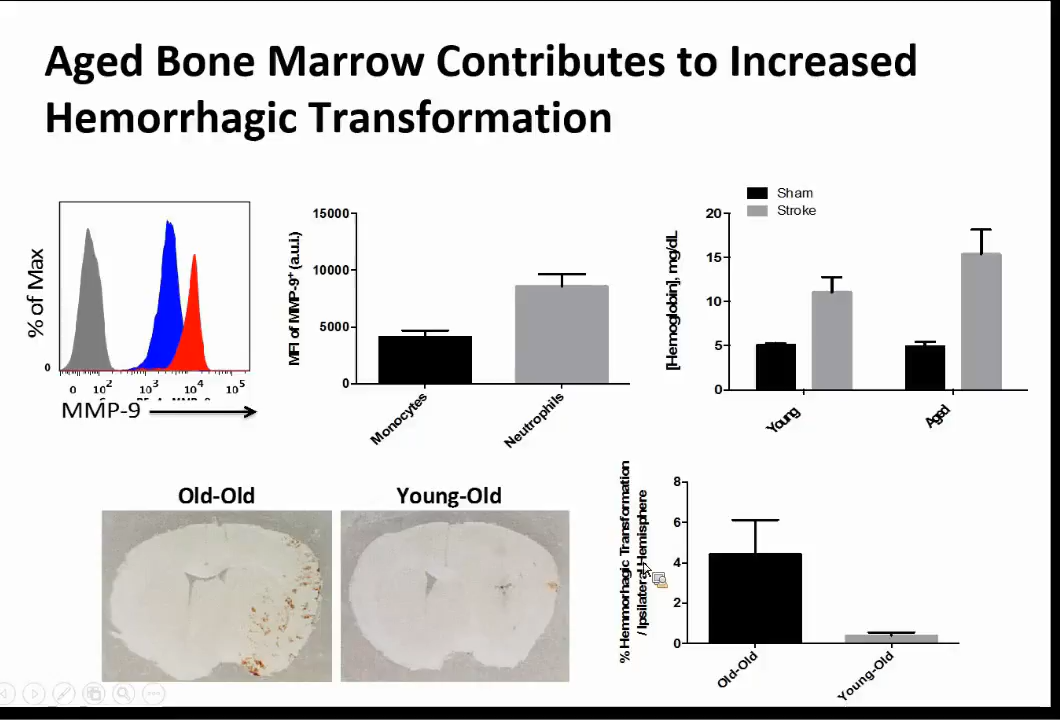 Aged Bone Marrow Contributes to Increased
Hemorrhagic Transformation
% of Max
0
0 10² 10³ 10⁴ 10⁵
MMP-9
MFI of MMP-9⁺ (a.u.i.)
15000
10000
5000
0
Monocytes
Neutrophils
Sham
Stroke
[Hemoglobin], mg/dL
20
15
10
5
0
Young
Aged
Old-Old
Young-Old
% Hemmorhagic Transformation
/ Ipsilateral Hemisphere
8
6
4
2
0
Old-Old
Young-Old